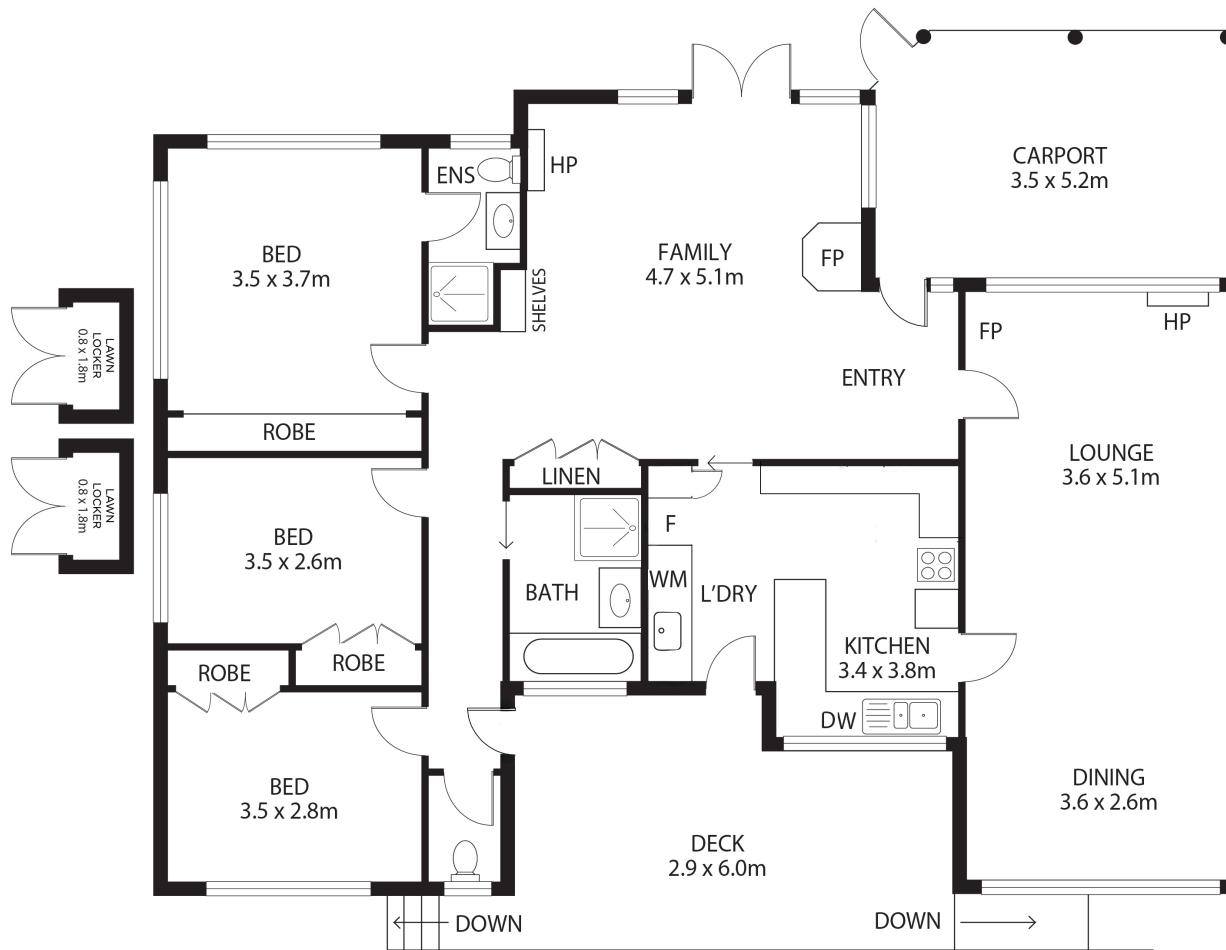 CARPORT
3.5 x 5.2m
ENS
HP
BED
3.5 x 3.7m
FAMILY
4.7 x 5.1m
FP
SHELVES
FP
HP
LAWN
LOCKER
0.8 x 1.8m
ENTRY
ROBE
LOUNGE
3.6 x 5.1m
LINEN
LAWN
LOCKER
0.8 x 1.8m
BED
3.5 x 2.6m
F
WM
BATH
L'DRY
KITCHEN
3.4 x 3.8m
ROBE
ROBE
DW
BED
3.5 x 2.8m
DINING
3.6 x 2.6m
DECK
2.9 x 6.0m
DOWN
DOWN